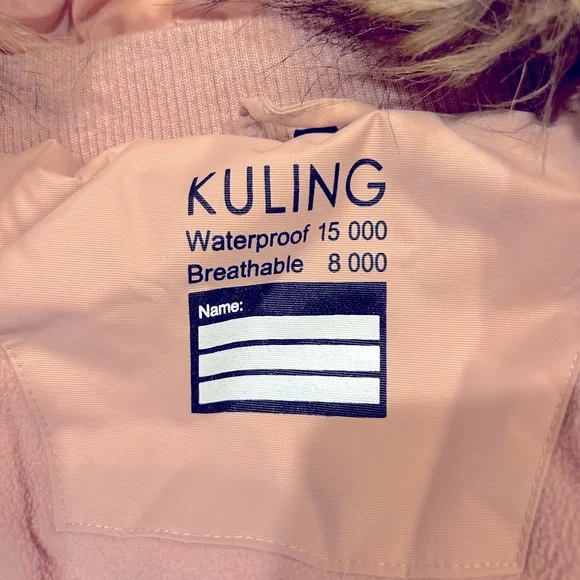 KULING
Waterproof 15 000
Breathable 8 000
Name: